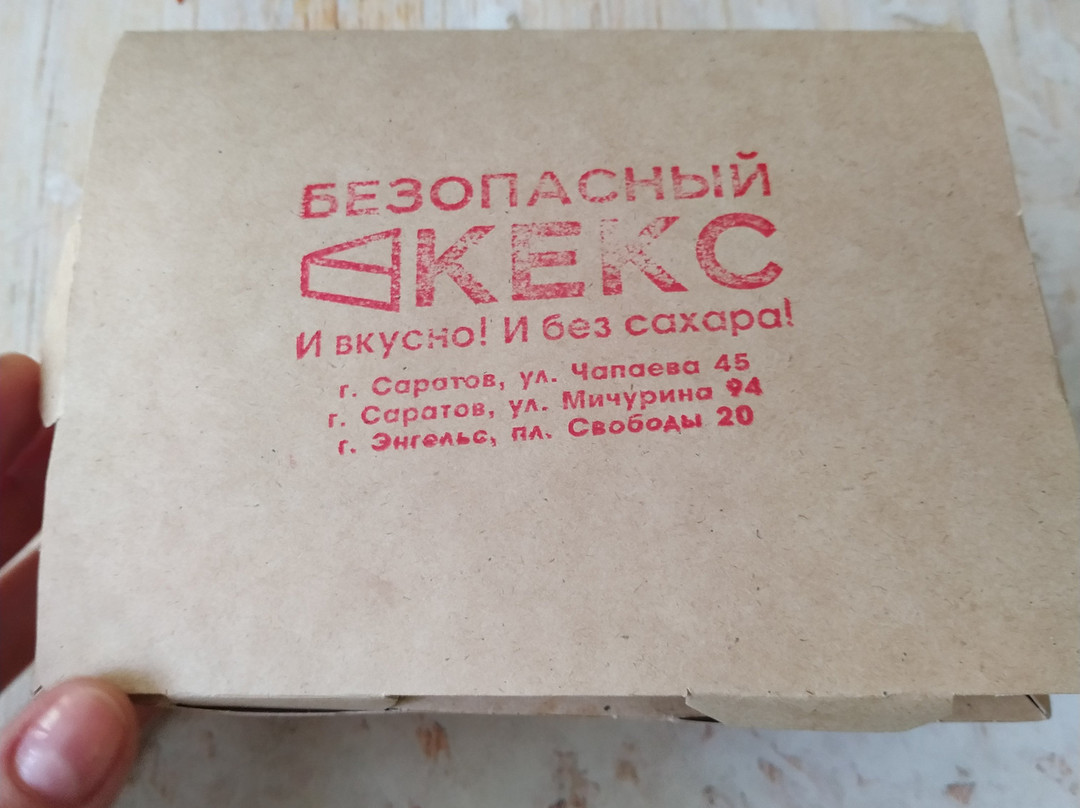 БЕЗОПАСНЫЙ
КЕКС
И вкусно! И без сахара!
г. Саратов, ул. Чапаева 45
г. Саратов, ул. Мичурина 94
г. Энгельс, пл. Свободы 20